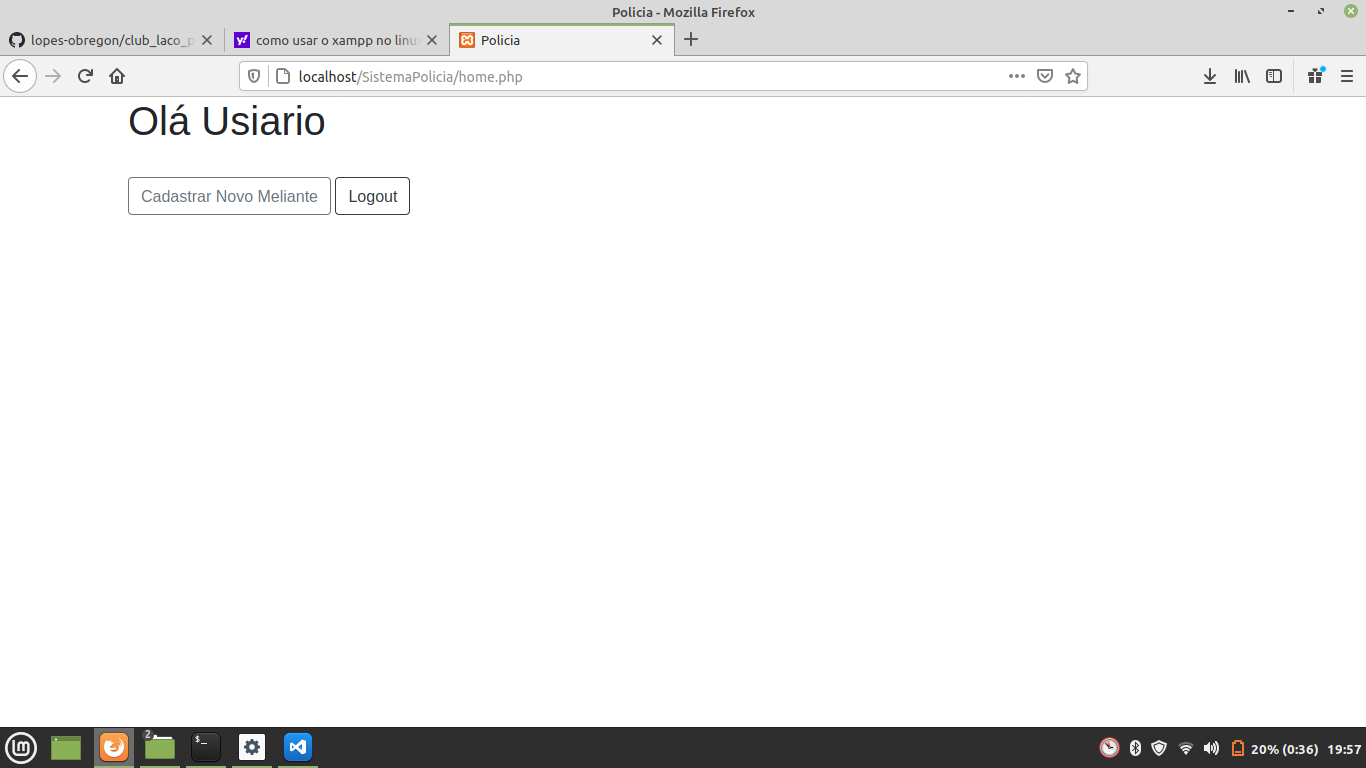 Policia - Mozilla Firefox
lopes-obregon/club_laco_p
como usar o xampp no linu
Policia
localhost/SistemaPolicia/home.php
Olá Usiario
Cadastrar Novo Meliante Logout
2
$_
20% (0:36) 19:57